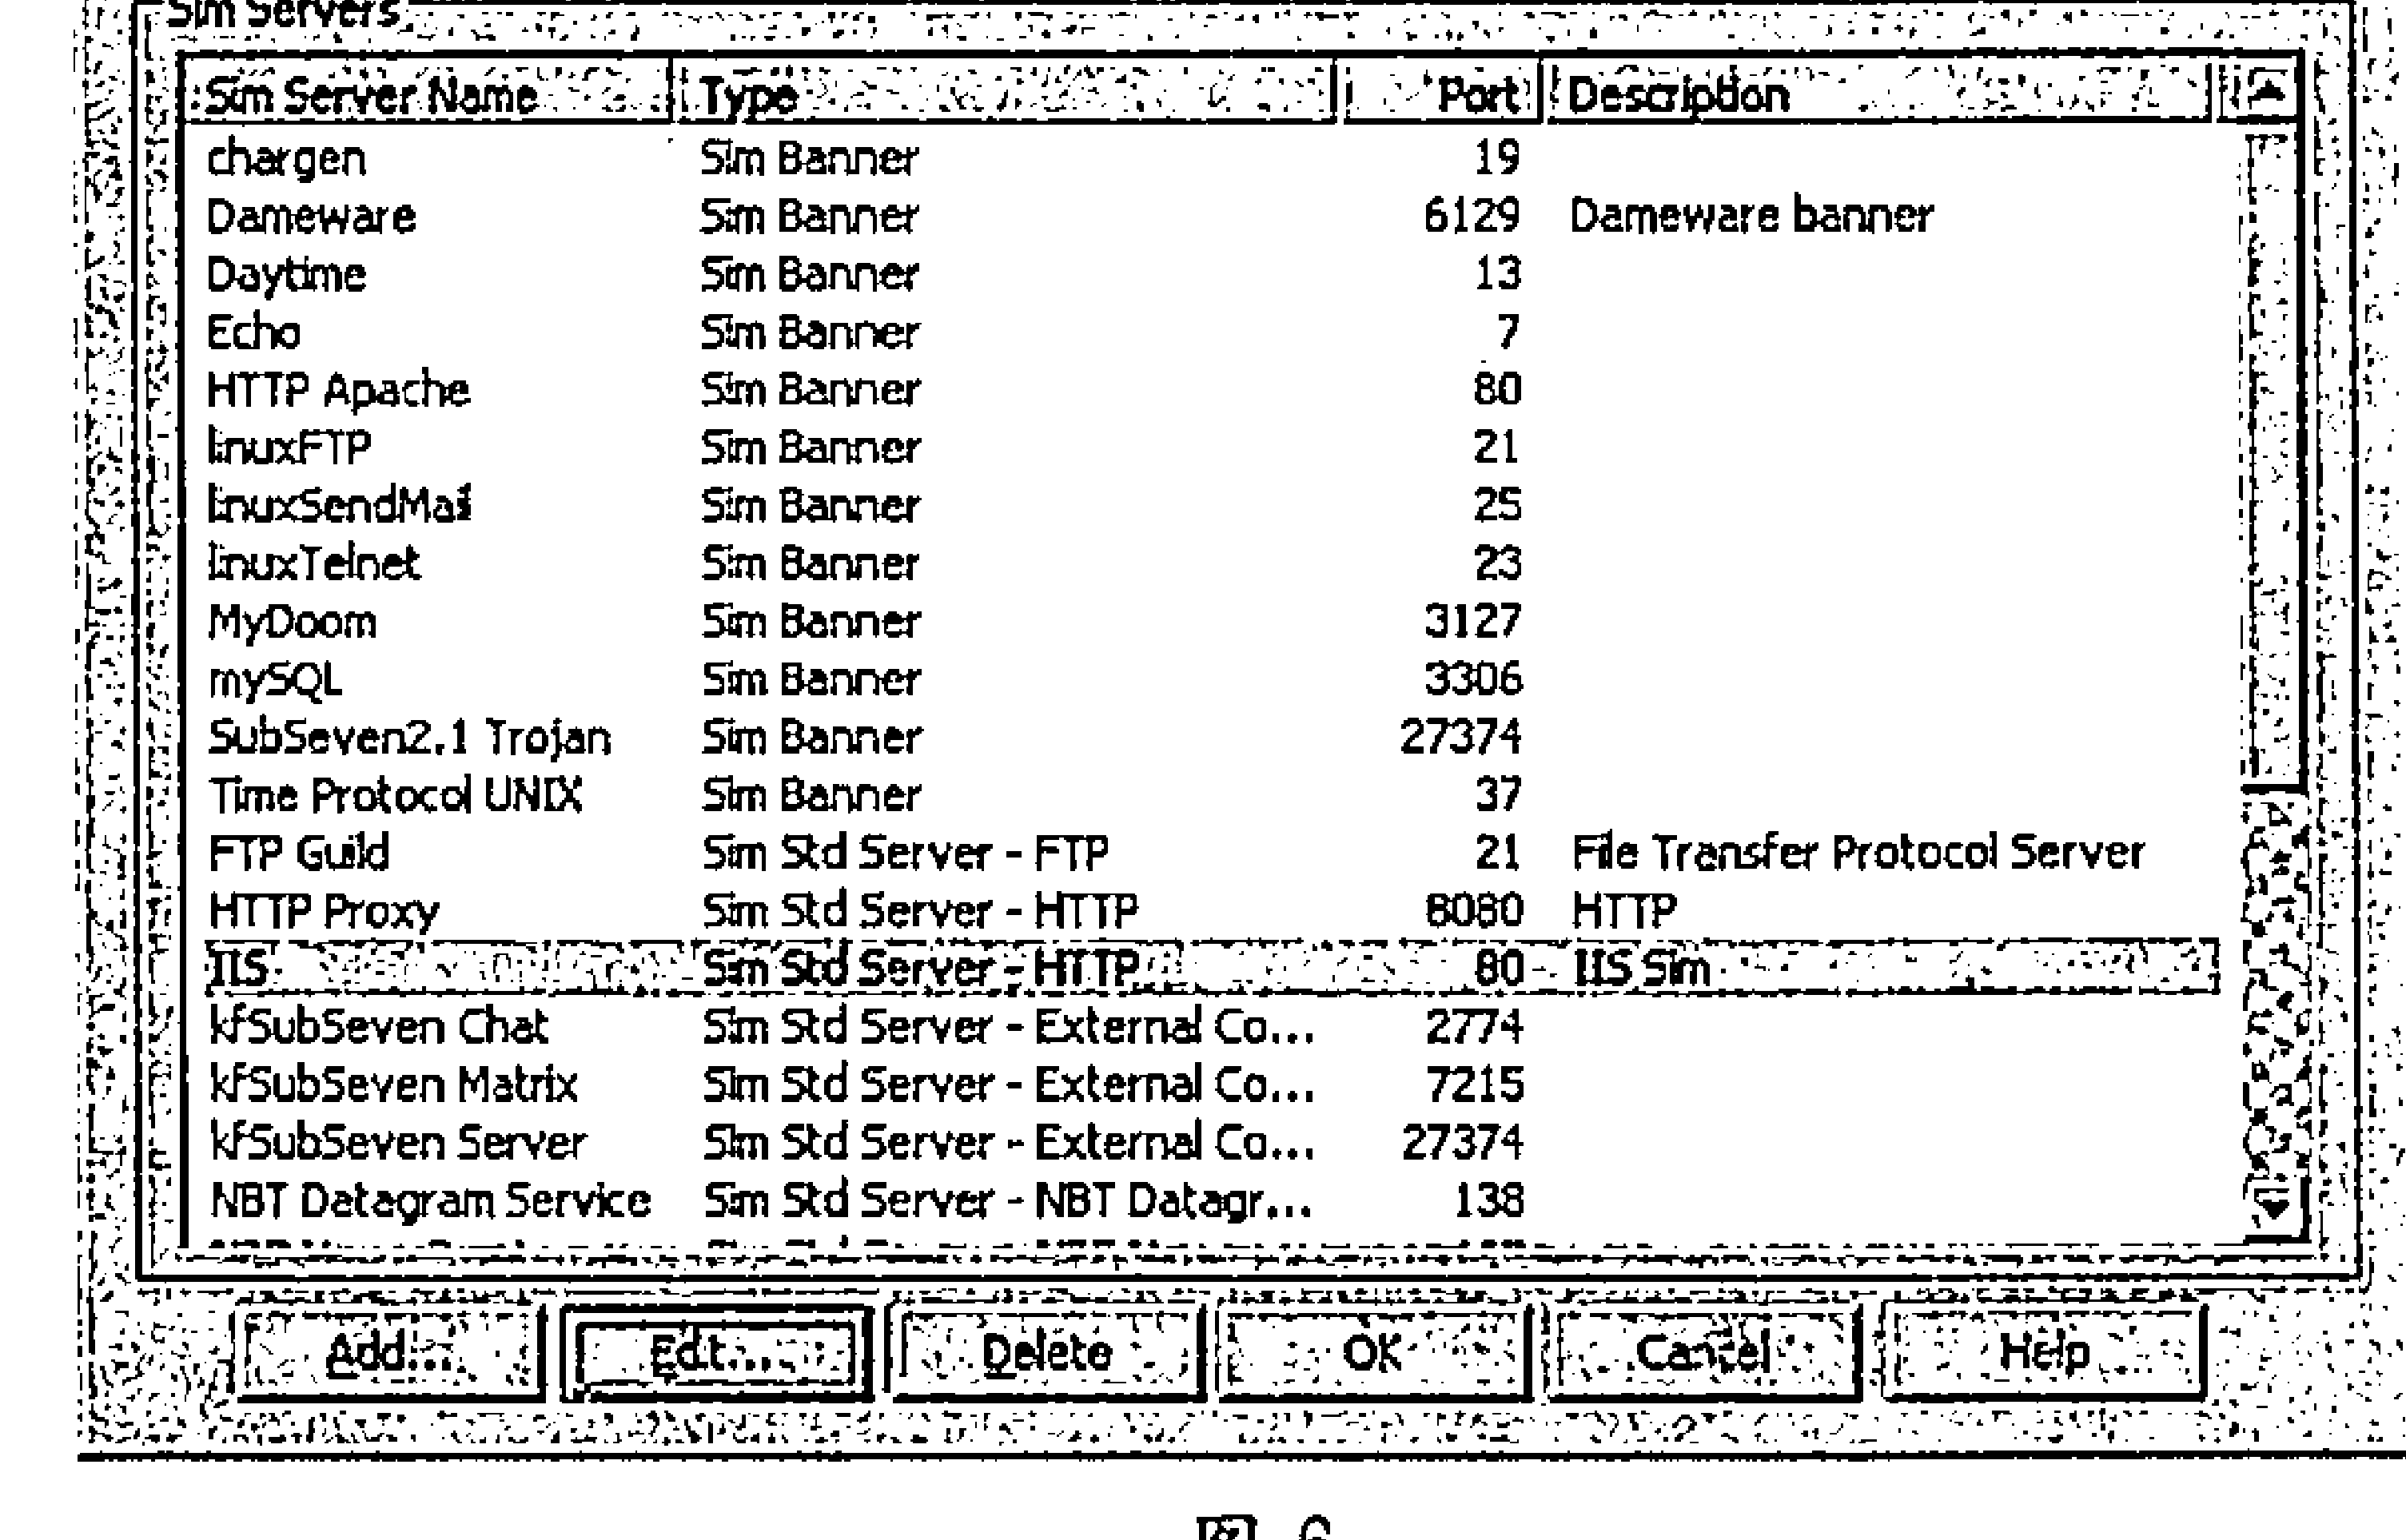 Sim Servers
Sim Server Name Type Port Description
chargen Sim Banner 19
Dameware Sim Banner 6129 Dameware banner
Daytime Sim Banner 13
Echo Sim Banner 7
HTTP Apache Sim Banner 80
linuxFTP Sim Banner 21
linuxSendMail Sim Banner 25
linuxTelnet Sim Banner 23
MyDoom Sim Banner 3127
mySQL Sim Banner 3306
SubSeven2.1 Trojan Sim Banner 27374
Time Protocol UNIX Sim Banner 37
FTP Guild Sim Std Server - FTP 21 File Transfer Protocol Server
HTTP Proxy Sim Std Server - HTTP 8080 HTTP
IIS Sim Std Server - HTTP 80 IIS Sim
kfSubSeven Chat Sim Std Server - External Co... 2774
kfSubSeven Matrix Sim Std Server - External Co... 7215
kfSubSeven Server Sim Std Server - External Co... 27374
NBT Datagram Service Sim Std Server - NBT Datagr... 138
Add... Edit... Delete OK Cancel Help
图 6